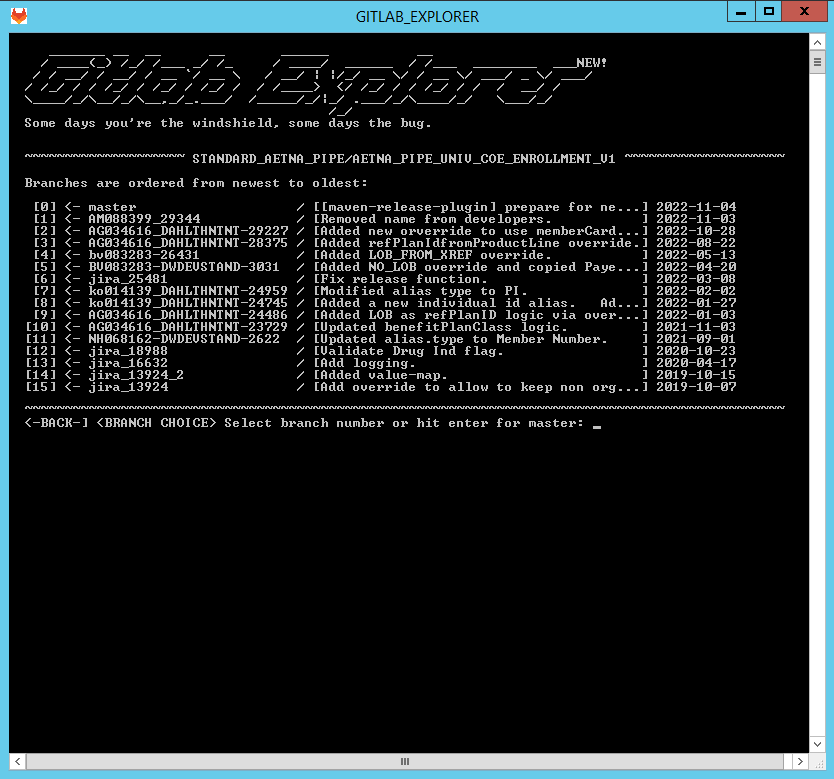 GITLAB_EXPLORER
GitLab Explorer NEW!
Some days you're the windshield, some days the bug.
~~~~~~~~~~~~~~~~~~~~~~~ STANDARD_AETNA_PIPE/AETNA_PIPE_UNIV_COE_ENROLLMENT_V1 ~~~~~~~~~~~~~~~~~~~~~~~
Branches are ordered from newest to oldest:
[0] <- master / [[maven-release-plugin] prepare for ne...] 2022-11-04
[1] <- AM088399_29344 / [Removed name from developers. ] 2022-11-03
[2] <- AG034616_DAHLTHNTNT-29227 / [Added new orverride to use memberCard...] 2022-10-28
[3] <- AG034616_DAHLTHNTNT-28375 / [Added refPlanIdfromProductLine override.] 2022-08-22
[4] <- bv083283-26431 / [Added LOB_FROM_XREF override. ] 2022-05-13
[5] <- BV083283-DWDEVSTAND-3031 / [Added NO_LOB override and copied Paye...] 2022-04-20
[6] <- jira_25481 / [Fix release function. ] 2022-03-08
[7] <- ko014139_DAHLTHNTNT-24959 / [Modified alias type to PI. ] 2022-02-02
[8] <- ko014139_DAHLTHNTNT-24745 / [Added a new individual id alias. Ad...] 2022-01-27
[9] <- AG034616_DAHLTHNTNT-24486 / [Added LOB as refPlanID logic via over...] 2022-01-03
[10] <- AG034616_DAHLTHNTNT-23729 / [Updated benefitPlanClass logic. ] 2021-11-03
[11] <- NH068162-DWDEVSTAND-2622 / [Updated alias.type to Member Number. ] 2021-09-01
[12] <- jira_18988 / [Validate Drug Ind flag. ] 2020-10-23
[13] <- jira_16632 / [Add logging. ] 2020-04-17
[14] <- jira_13924_2 / [Added value-map. ] 2019-10-15
[15] <- jira_13924 / [Add override to allow to keep non org...] 2019-10-07
~~~~~~~~~~~~~~~~~~~~~~~~~~~~~~~~~~~~~~~~~~~~~~~~~~~~~~~~~~~~~~~~~~~~~~~~~~~~~~~~~~~~~~~~~~~~~~~
<-BACK-] <BRANCH CHOICE> Select branch number or hit enter for master: _